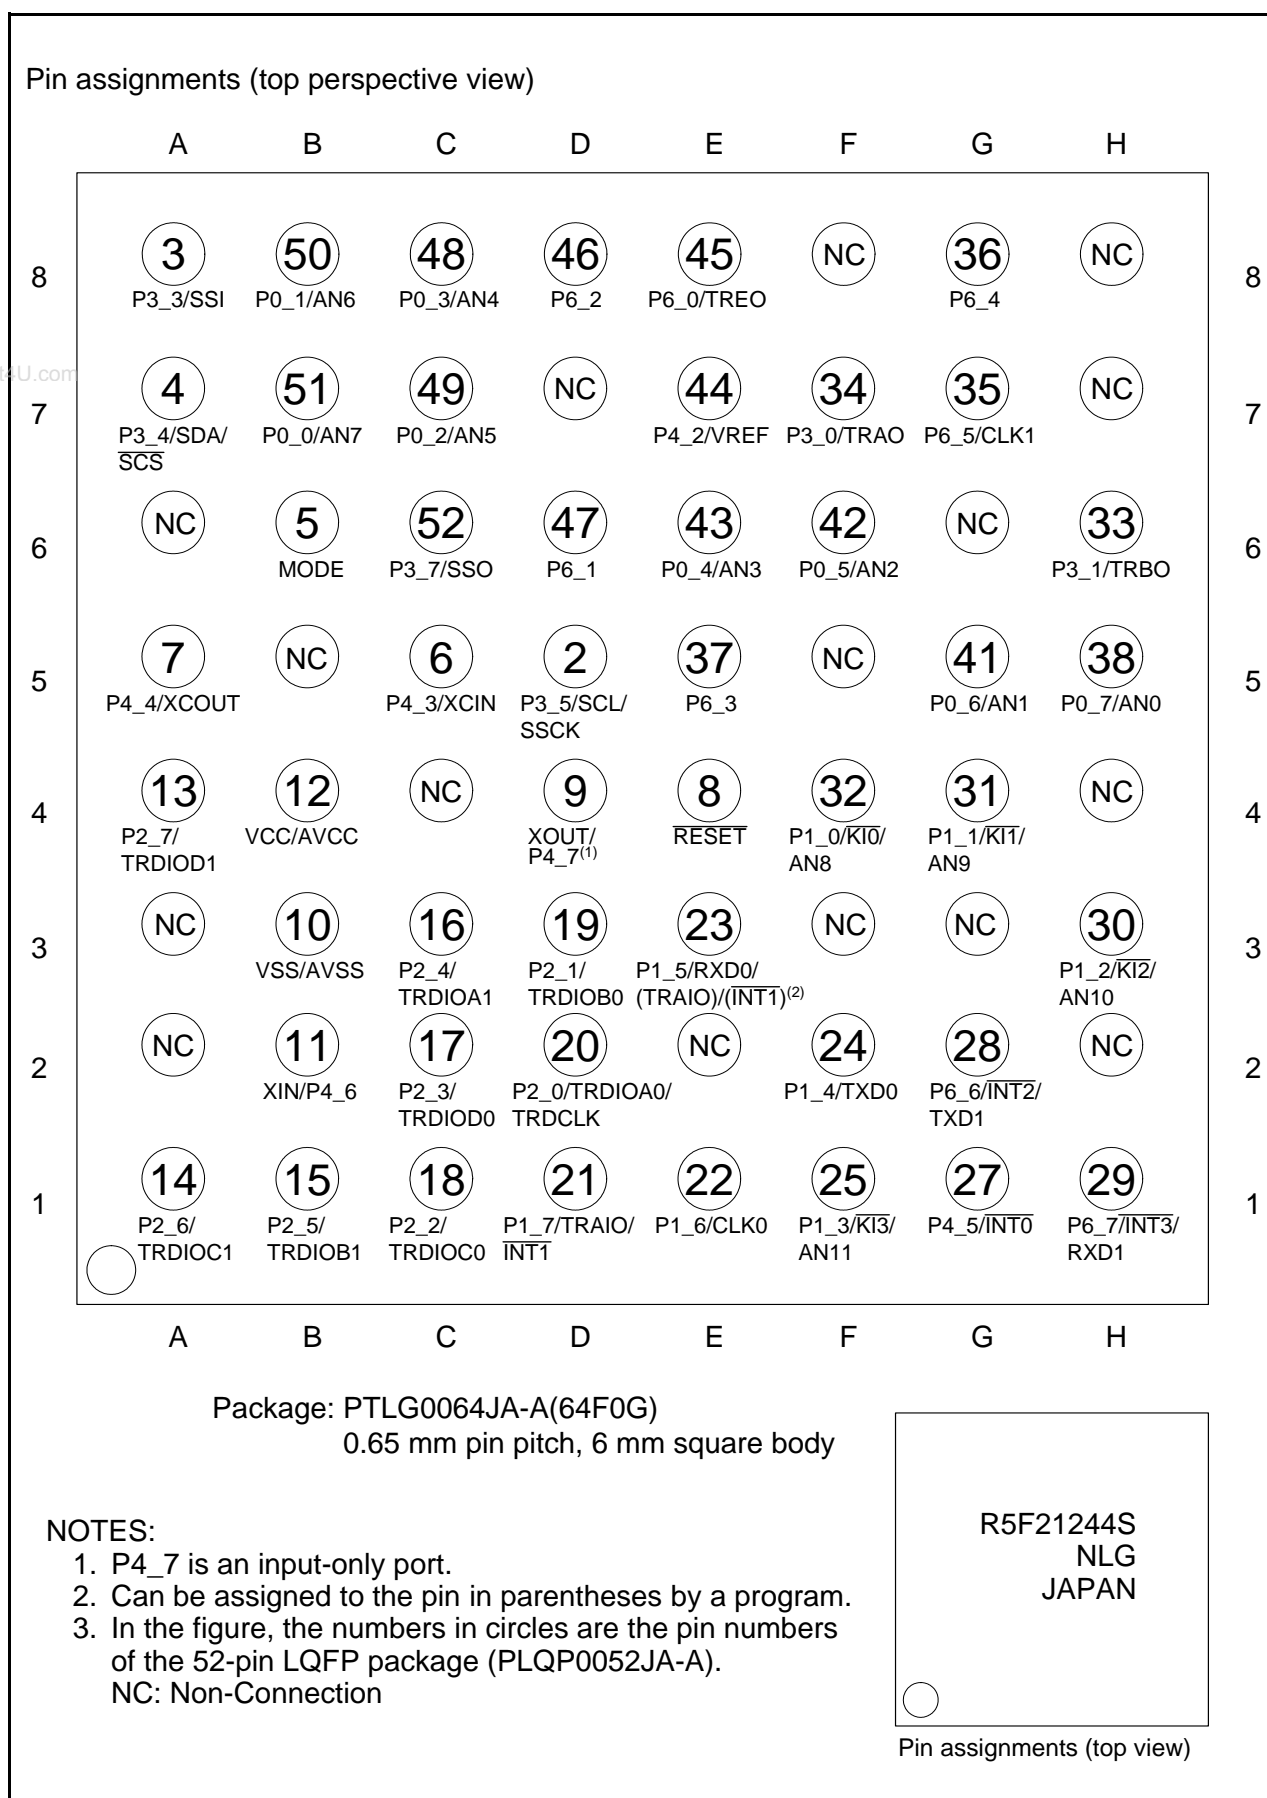 Pin assignments (top perspective view)
A B C D E F G H
3 50 48 46 45 NC 36 NC
8 8
P3_3/SSI P0_1/AN6 P0_3/AN4 P6_2 P6_0/TREO P6_4
t4U.com
4 51 49 NC 44 34 35 NC
7 7
P3_4/SDA/ P0_0/AN7 P0_2/AN5 P4_2/VREF P3_0/TRAO P6_5/CLK1
SCS
NC 5 52 47 43 42 NC 33
6 6
MODE P3_7/SSO P6_1 P0_4/AN3 P0_5/AN2 P3_1/TRBO
7 NC 6 2 37 NC 41 38
5 5
P4_4/XCOUT P4_3/XCIN P3_5/SCL/ P6_3 P0_6/AN1 P0_7/AN0
SSCK
13 12 NC 9 8 32 31 NC
4 4
P2_7/ VCC/AVCC XOUT/ RESET P1_0/KI0/ P1_1/KI1/
TRDIOD1 P4_7(1) AN8 AN9
NC 10 16 19 23 NC NC 30
3 3
VSS/AVSS P2_4/ P2_1/ P1_5/RXD0/ P1_2/KI2/
TRDIOA1 TRDIOB0 (TRAIO)/(INT1)(2) AN10
NC 11 17 20 NC 24 28 NC
2 2
XIN/P4_6 P2_3/ P2_0/TRDIOA0/ P1_4/TXD0 P6_6/INT2/
TRDIOD0 TRDCLK TXD1
14 15 18 21 22 25 27 29
1 1
P2_6/ P2_5/ P2_2/ P1_7/TRAIO/ P1_6/CLK0 P1_3/KI3/ P4_5/INT0 P6_7/INT3/
TRDIOC1 TRDIOB1 TRDIOC0 INT1 AN11 RXD1
A B C D E F G H
Package: PTLG0064JA-A(64F0G)
0.65 mm pin pitch, 6 mm square body
NOTES:
1. P4_7 is an input-only port.
2. Can be assigned to the pin in parentheses by a program.
3. In the figure, the numbers in circles are the pin numbers
of the 52-pin LQFP package (PLQP0052JA-A).
NC: Non-Connection
R5F21244S
NLG
JAPAN
Pin assignments (top view)